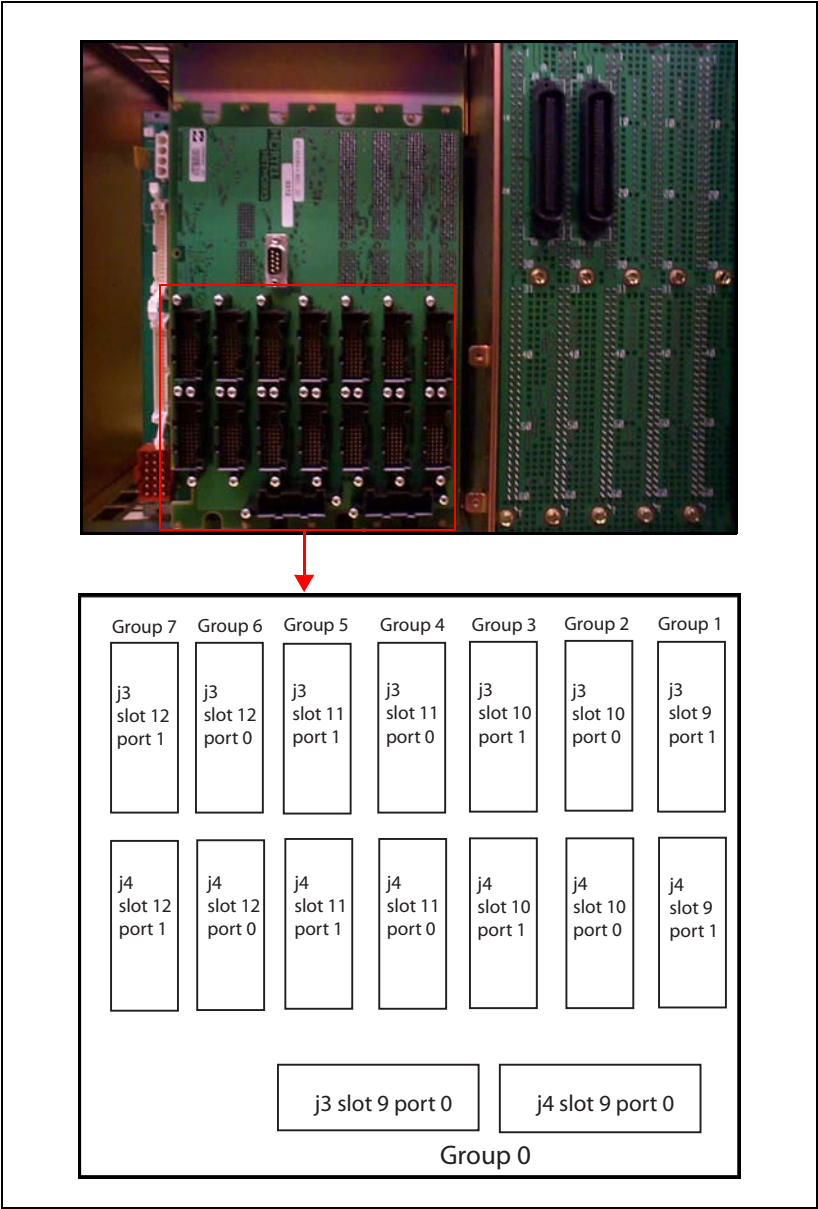 Group 7 Group 6 Group 5 Group 4 Group 3 Group 2 Group 1
j3
slot 12
port 1
j3
slot 12
port 0
j3
slot 11
port 1
j3
slot 11
port 0
j3
slot 10
port 1
j3
slot 10
port 0
j3
slot 9
port 1
j4
slot 12
port 1
j4
slot 12
port 0
j4
slot 11
port 1
j4
slot 11
port 0
j4
slot 10
port 1
j4
slot 10
port 0
j4
slot 9
port 1
j3 slot 9 port 0
j4 slot 9 port 0
Group 0